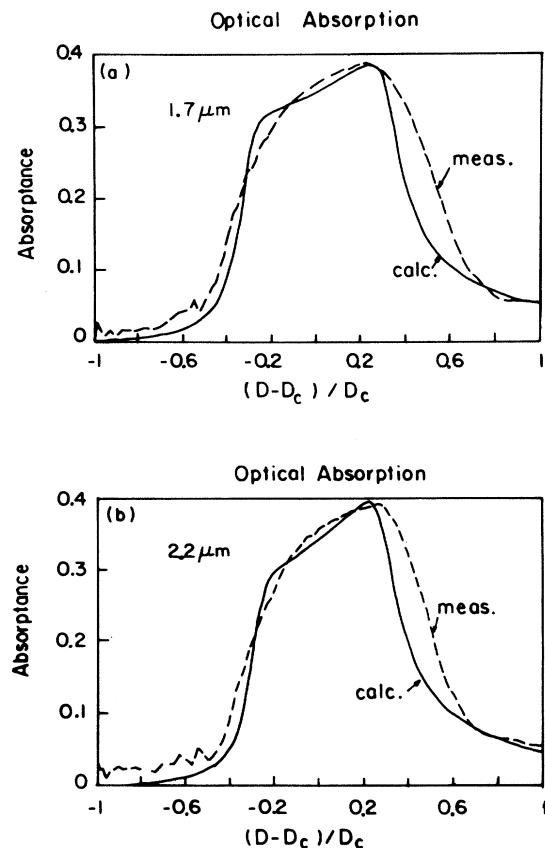 Optical Absorption
(a)
1.7 μm
0.4
0.3
0.2
0.1
0
Absorptance
meas.
calc.
-1 -0.6 -0.2 0.2 0.6 1
(D-Dc) / Dc
Optical Absorption
(b)
2.2 μm
0.4
0.3
0.2
0.1
0
Absorptance
meas.
calc.
-1 -0.6 -0.2 0.2 0.6 1
(D-Dc) / Dc